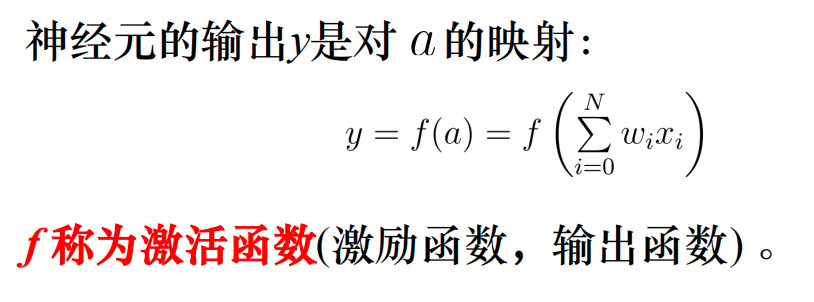 神经元的输出y是对 a 的映射：
y = f(a) = f \left( \sum_{i=0}^{N} w_i x_i \right)
f 称为激活函数(激励函数，输出函数) 。